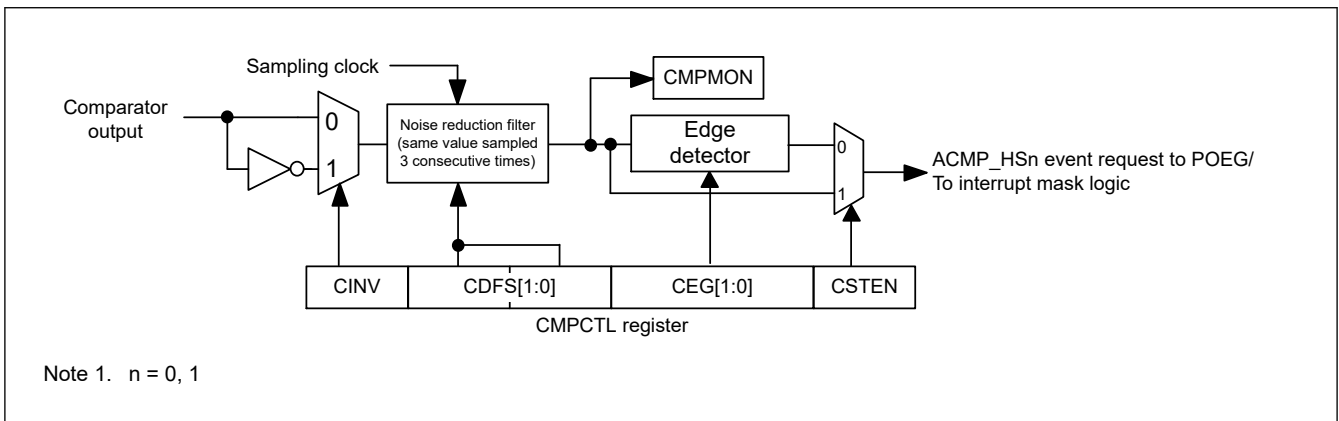 Sampling clock
CMPMON
Comparator
output
0
1
Noise reduction filter
(same value sampled
3 consecutive times)
Edge
detector
0
1
ACMP_HSn event request to POEG/
To interrupt mask logic
CINV
CDFS[1:0]
CEG[1:0]
CSTEN
CMPCTL register
Note 1. n = 0, 1